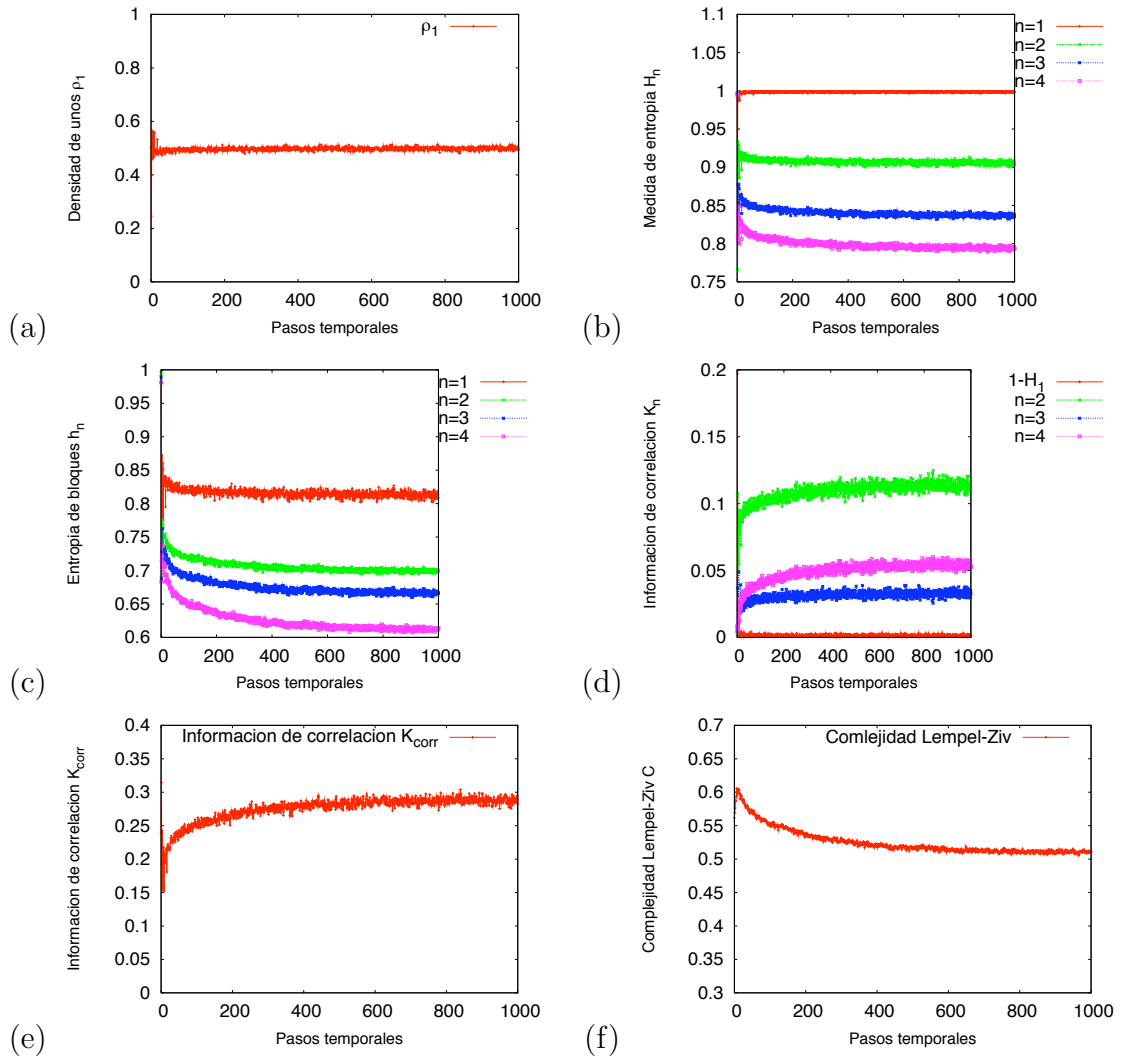 Densidad de unos ρ1
1
0.8
0.6
0.4
0.2
0
ρ1
0 200 400 600 800 1000
Pasos temporales
(a)
Medida de entropia Hn
1.1
1.05
1
0.95
0.9
0.85
0.8
0.75
n=1
n=2
n=3
n=4
0 200 400 600 800 1000
Pasos temporales
(b)
Entropia de bloques hn
1
0.95
0.9
0.85
0.8
0.75
0.7
0.65
0.6
n=1
n=2
n=3
n=4
0 200 400 600 800 1000
Pasos temporales
(c)
Informacion de correlacion Kn
0.2
0.15
0.1
0.05
0
1-H1
n=2
n=3
n=4
0 200 400 600 800 1000
Pasos temporales
(d)
Informacion de correlacion Kcorr
0.4
0.35
0.3
0.25
0.2
0.15
0.1
0.05
0
Informacion de correlacion Kcorr
0 200 400 600 800 1000
Pasos temporales
(e)
Complejidad Lempel-Ziv C
0.7
0.6
0.5
0.4
0.3
Comlejidad Lempel-Ziv
0 200 400 600 800 1000
Pasos temporales
(f)